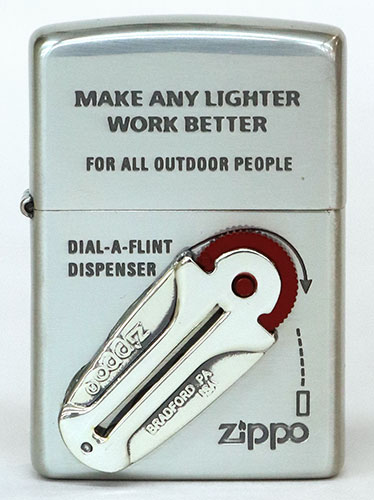 MAKE ANY LIGHTER
WORK BETTER
FOR ALL OUTDOOR PEOPLE
DIAL-A-FLINT
DISPENSER
Zippo
BRADFORD, PA
USA
Zippo